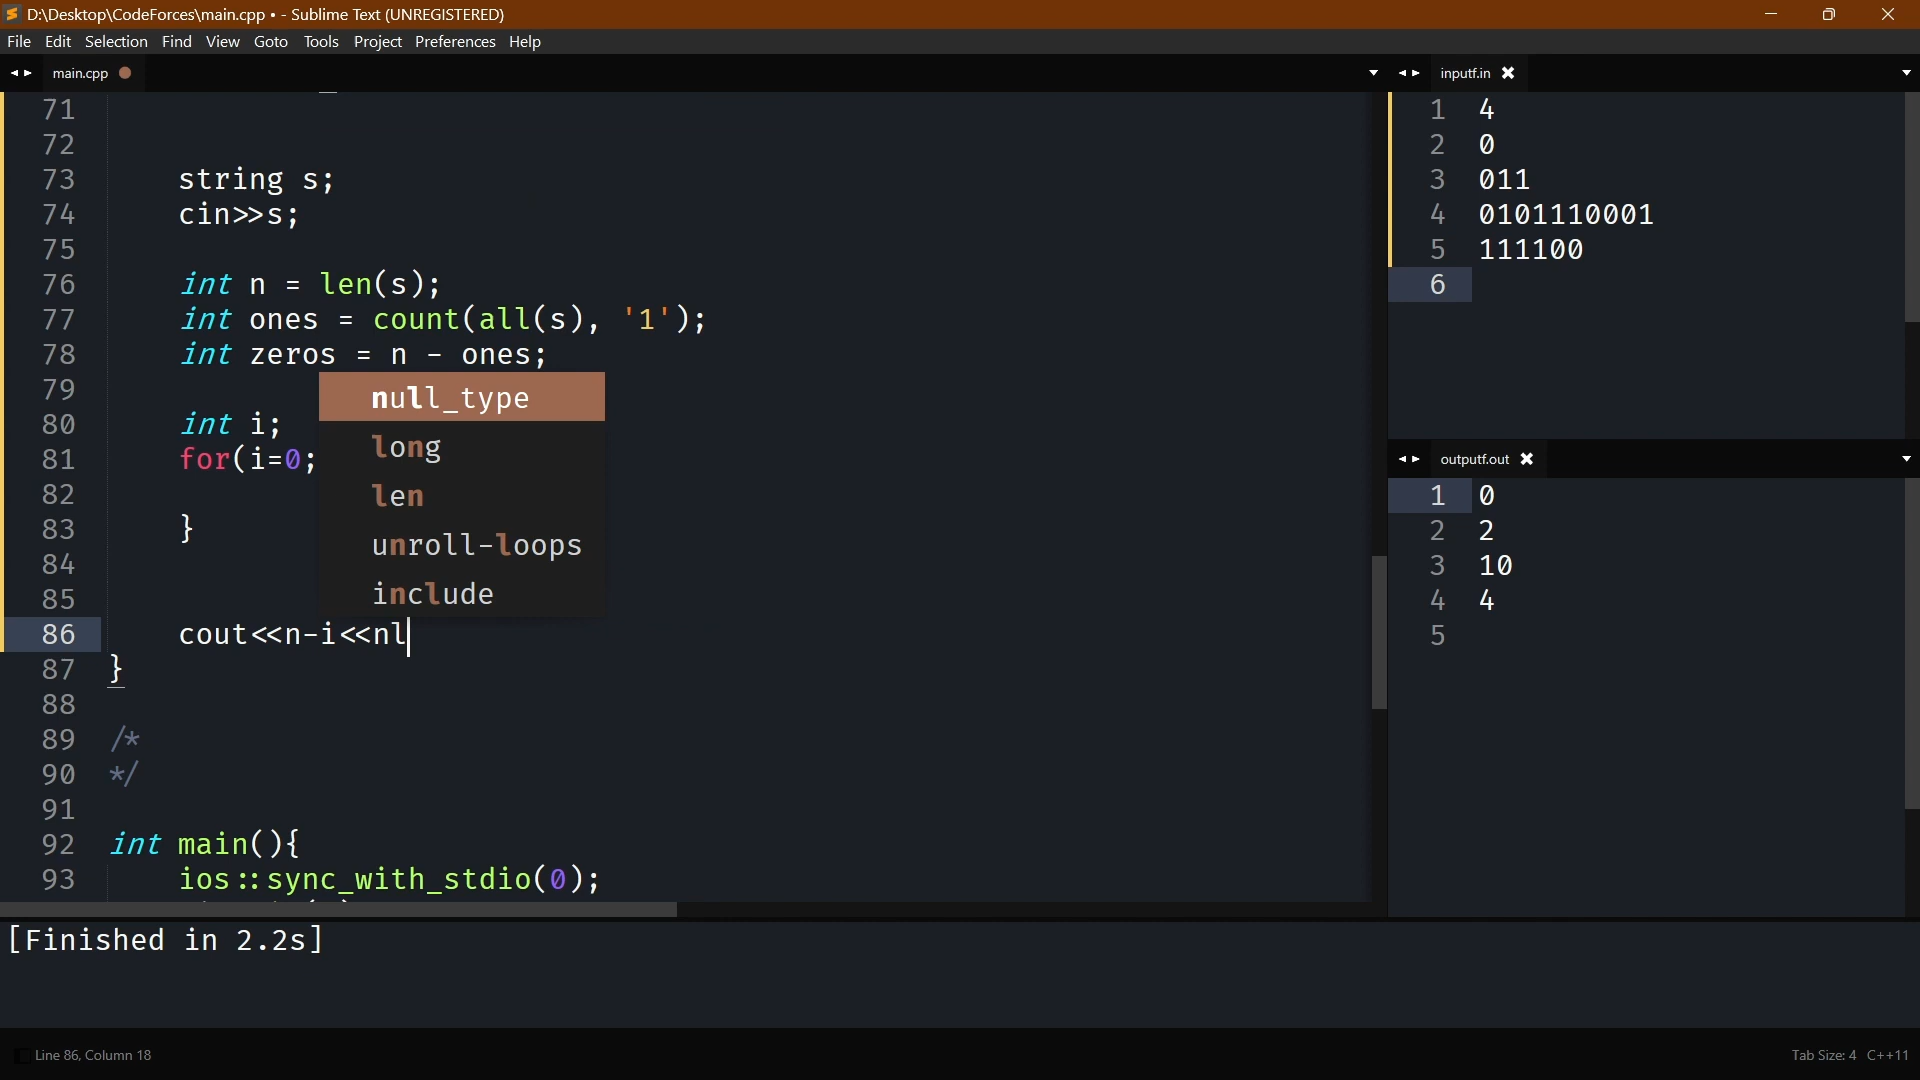 D:\Desktop\CodeForces\main.cpp • - Sublime Text (UNREGISTERED)
File Edit Selection Find View Goto Tools Project Preferences Help
main.cpp
71
72
73 string s;
74 cin>>s;
75
76 int n = len(s);
77 int ones = count(all(s), '1');
78 int zeros = n - ones;
79
80 int i;
81 for(i=0;
82
83 }
84
85
86 cout<<n-i<<nl
87 }
88
89 /*
90 */
91
92 int main(){
93 ios::sync_with_stdio(0);
null_type
long
len
unroll-loops
include
inputf.in
1 4
2 0
3 011
4 0101110001
5 111100
6
outputf.out
1 0
2 2
3 10
4 4
5
[Finished in 2.2s]
Line 86, Column 18
Tab Size: 4 C++11